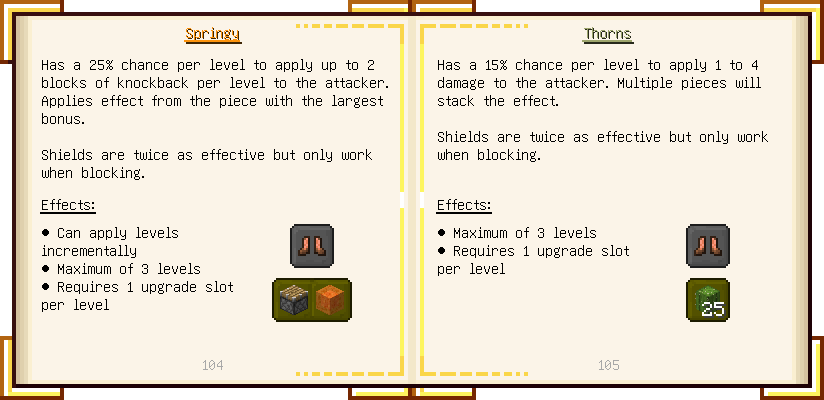 Springy
Has a 25% chance per level to apply up to 2
blocks of knockback per level to the attacker.
Applies effect from the piece with the largest
bonus.
Shields are twice as effective but only work
when blocking.
Effects:
● Can apply levels
incrementally
● Maximum of 3 levels
● Requires 1 upgrade slot
per level
104
Thorns
Has a 15% chance per level to apply 1 to 4
damage to the attacker. Multiple pieces will
stack the effect.
Shields are twice as effective but only work
when blocking.
Effects:
● Maximum of 3 levels
● Requires 1 upgrade slot
per level
25
105